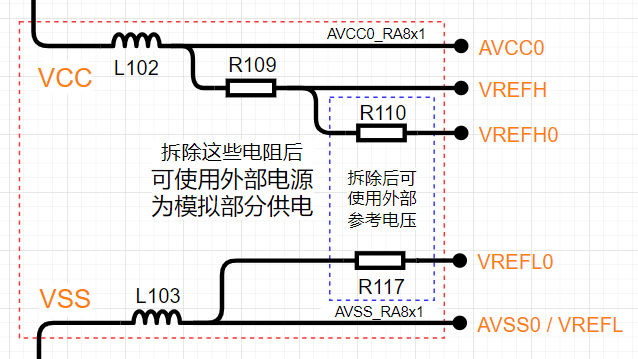 AVCC0_RA8x1
AVCC0
L102
VCC
R109
VREFH
R110
VREFH0
拆除这些电阻后
可使用外部电源
为模拟部分供电
拆除后可
使用外部
参考电压
VREFL0
R117
VSS
L103
AVSS_RA8x1
AVSS0 / VREFL